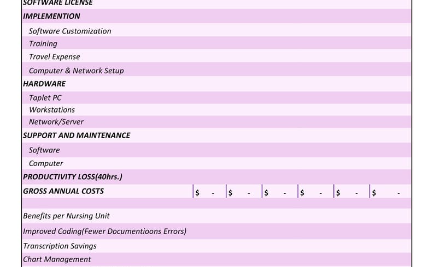 SOFTWARE LICENSE
IMPLEMENTION
Software Customization
Training
Travel Expense
Computer & Network Setup
HARDWARE
Taplet PC
Workstations
Network/Server
SUPPORT AND MAINTENANCE
Software
Computer
PRODUCTIVITY LOSS(40hrs.)
GROSS ANNUAL COSTS $ - $ - $ - $ - $ - $ -
Benefits per Nursing Unit
Improved Coding(Fewer Documentioons Errors)
Transcription Savings
Chart Management